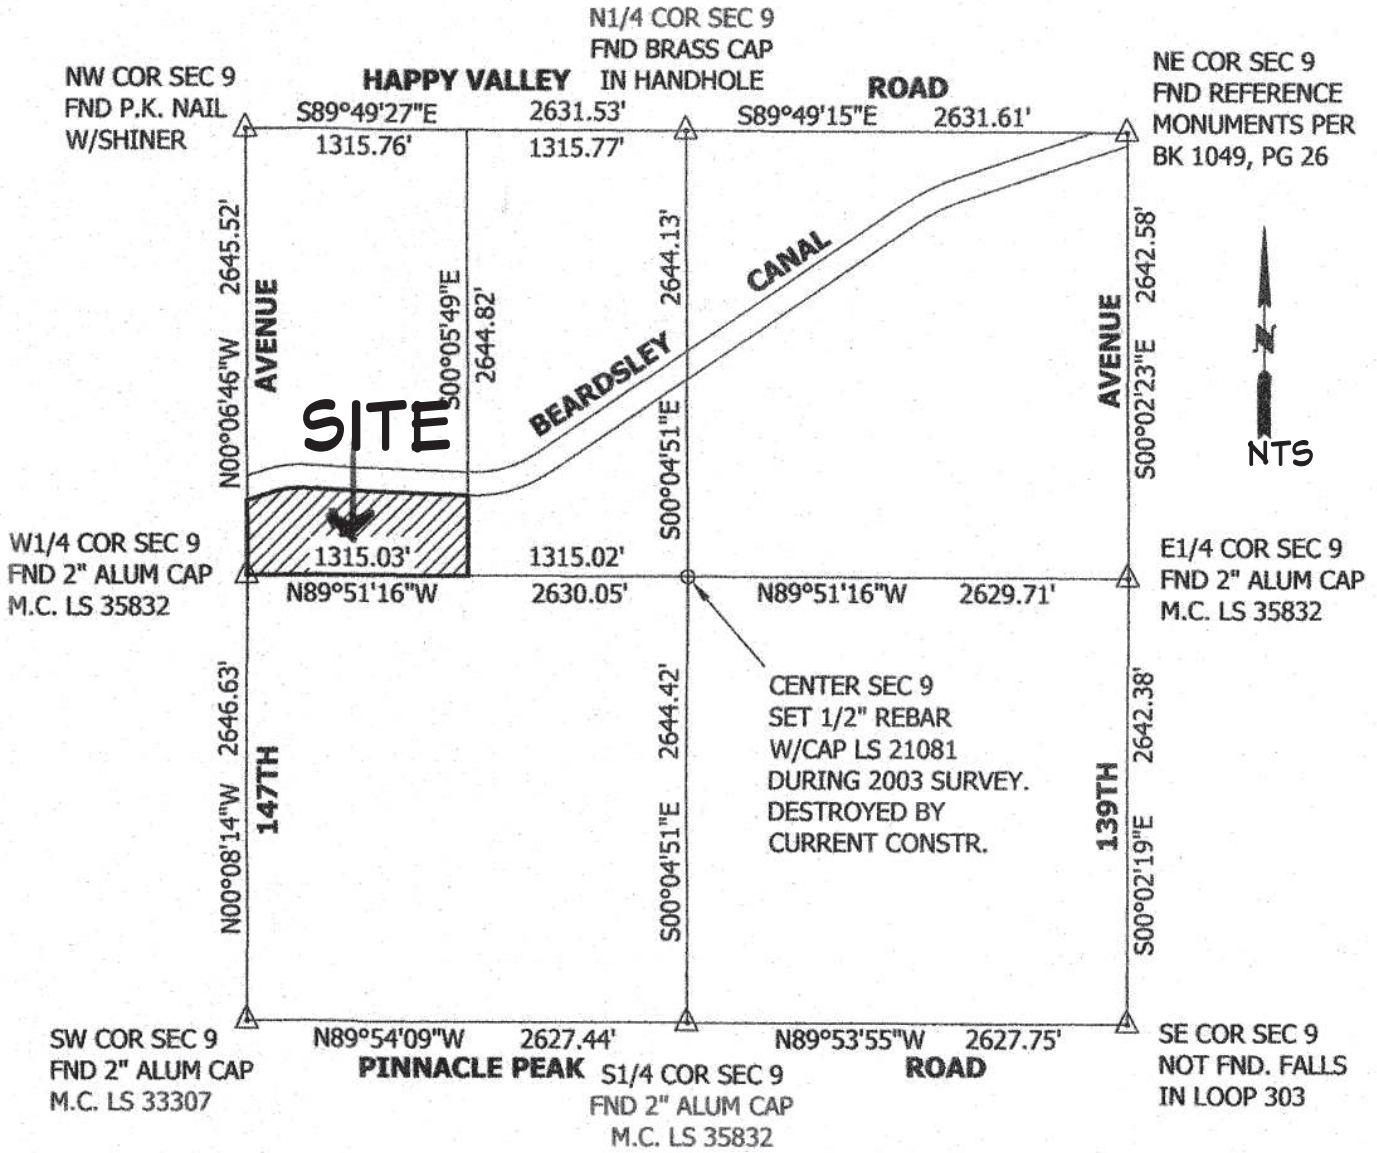 N1/4 COR SEC 9
FND BRASS CAP
IN HANDHOLE
NW COR SEC 9
FND P.K. NAIL
W/SHINER
HAPPY VALLEY
ROAD
NE COR SEC 9
FND REFERENCE
MONUMENTS PER
BK 1049, PG 26
S89°49'27"E
2631.53'
S89°49'15"E
2631.61'
1315.76'
1315.77'
N00°06'46"W 2645.52'
AVENUE
S00°05'49"E
2644.82'
S00°04'51"E 2644.13'
BEARDSLEY CANAL
AVENUE
S00°02'23"E 2642.58'
N
NTS
SITE
W1/4 COR SEC 9
FND 2" ALUM CAP
M.C. LS 35832
1315.03'
1315.02'
N89°51'16"W
2630.05'
N89°51'16"W
2629.71'
E1/4 COR SEC 9
FND 2" ALUM CAP
M.C. LS 35832
N00°08'14"W 2646.63'
147TH
S00°04'51"E 2644.42'
CENTER SEC 9
SET 1/2" REBAR
W/CAP LS 21081
DURING 2003 SURVEY.
DESTROYED BY
CURRENT CONSTR.
139TH
S00°02'19"E 2642.38'
SW COR SEC 9
FND 2" ALUM CAP
M.C. LS 33307
N89°54'09"W
2627.44'
N89°53'55"W
2627.75'
PINNACLE PEAK
ROAD
S1/4 COR SEC 9
FND 2" ALUM CAP
M.C. LS 35832
SE COR SEC 9
NOT FND. FALLS
IN LOOP 303